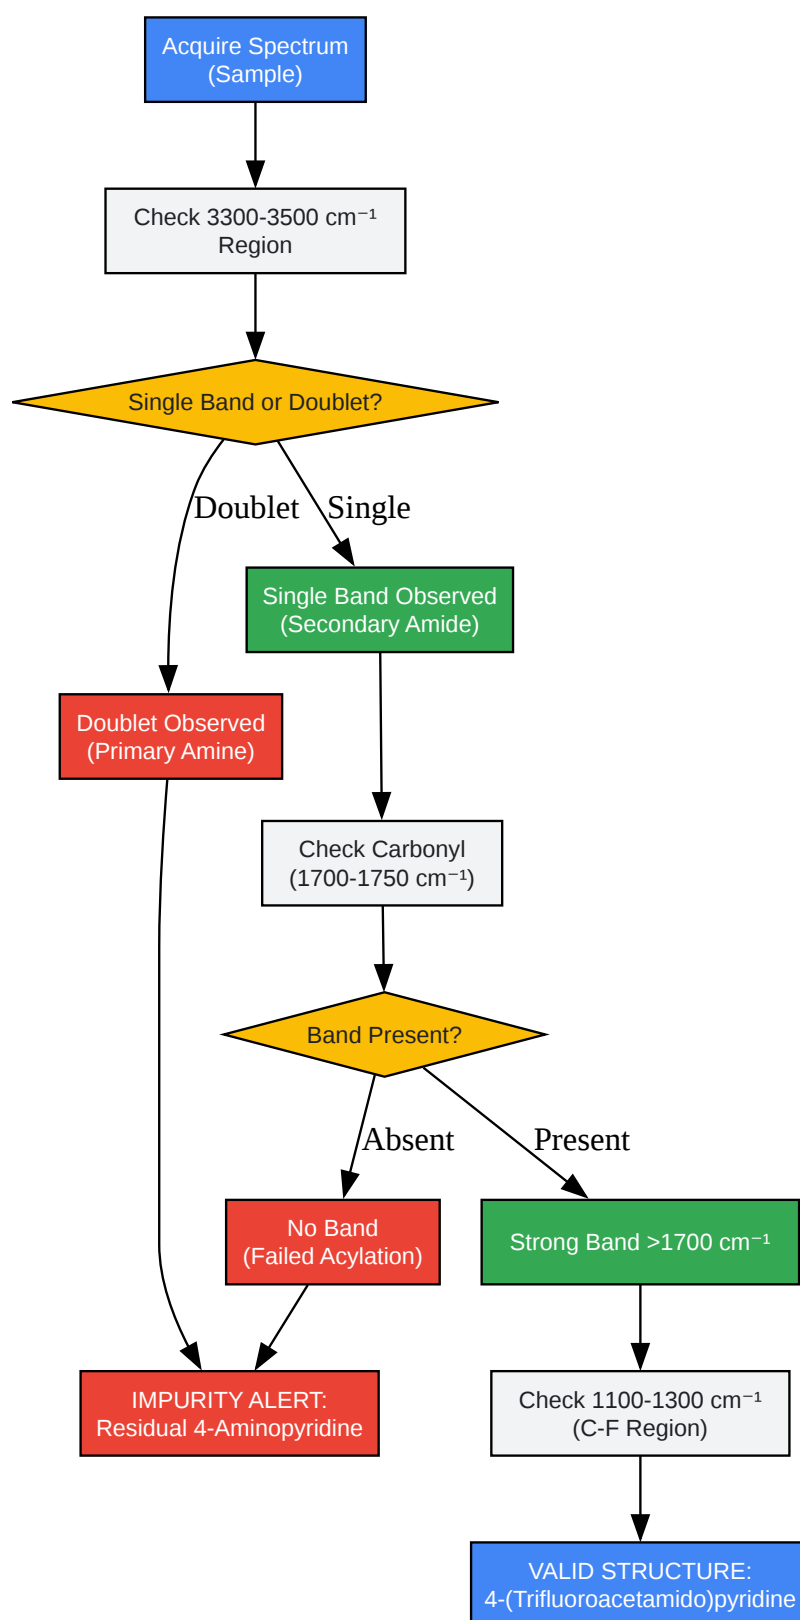 Acquire Spectrum
(Sample)
Check 3300-3500 cm⁻¹
Region
Single Band or Doublet?
Doublet
Single
Single Band Observed
(Secondary Amide)
Doublet Observed
(Primary Amine)
Check Carbonyl
(1700-1750 cm⁻¹)
Band Present?
Absent
Present
No Band
(Failed Acylation)
Strong Band >1700 cm⁻¹
IMPURITY ALERT:
Residual 4-Aminopyridine
Check 1100-1300 cm⁻¹
(C-F Region)
VALID STRUCTURE:
4-(Trifluoroacetamido)pyridine